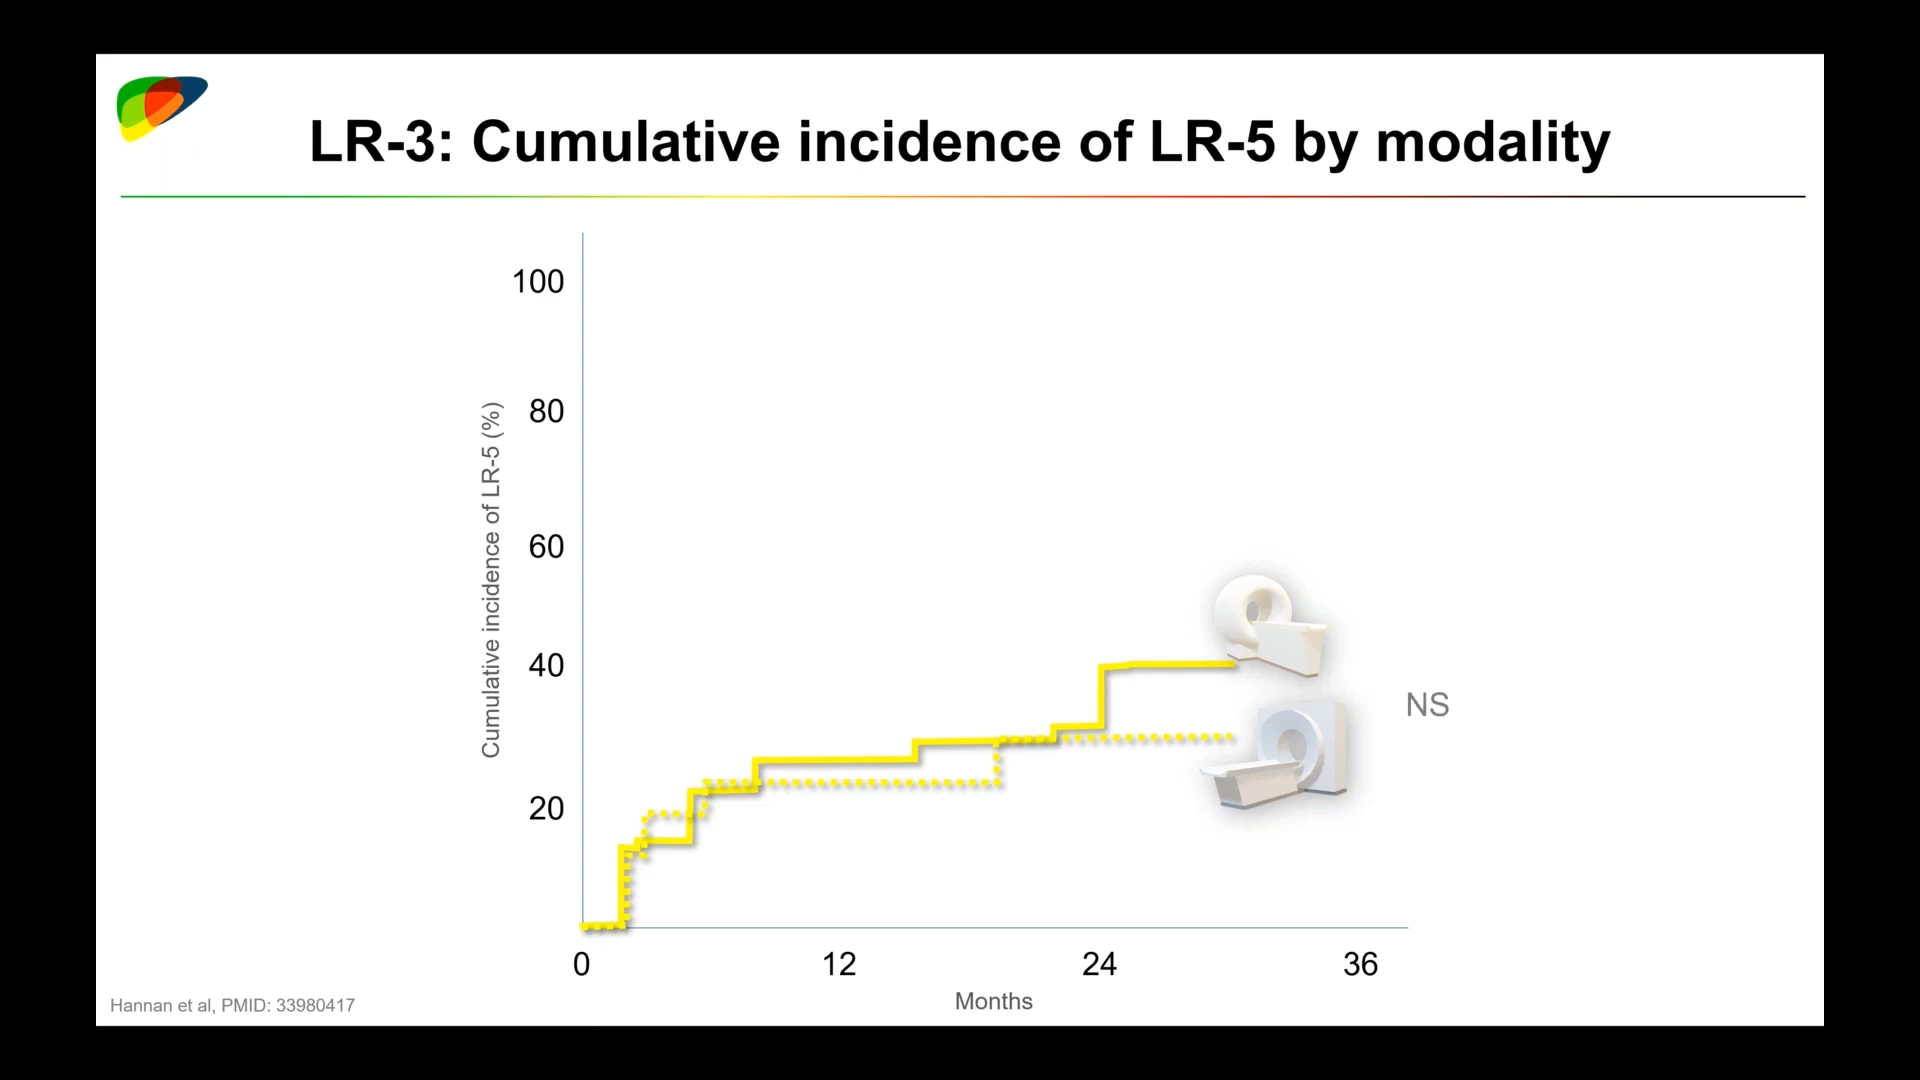 LR-3: Cumulative incidence of LR-5 by modality
100
80
60
40
20
Cumulative incidence of LR-5 (%)
NS
0 12 24 36
Months
Hannan et al, PMID: 33980417